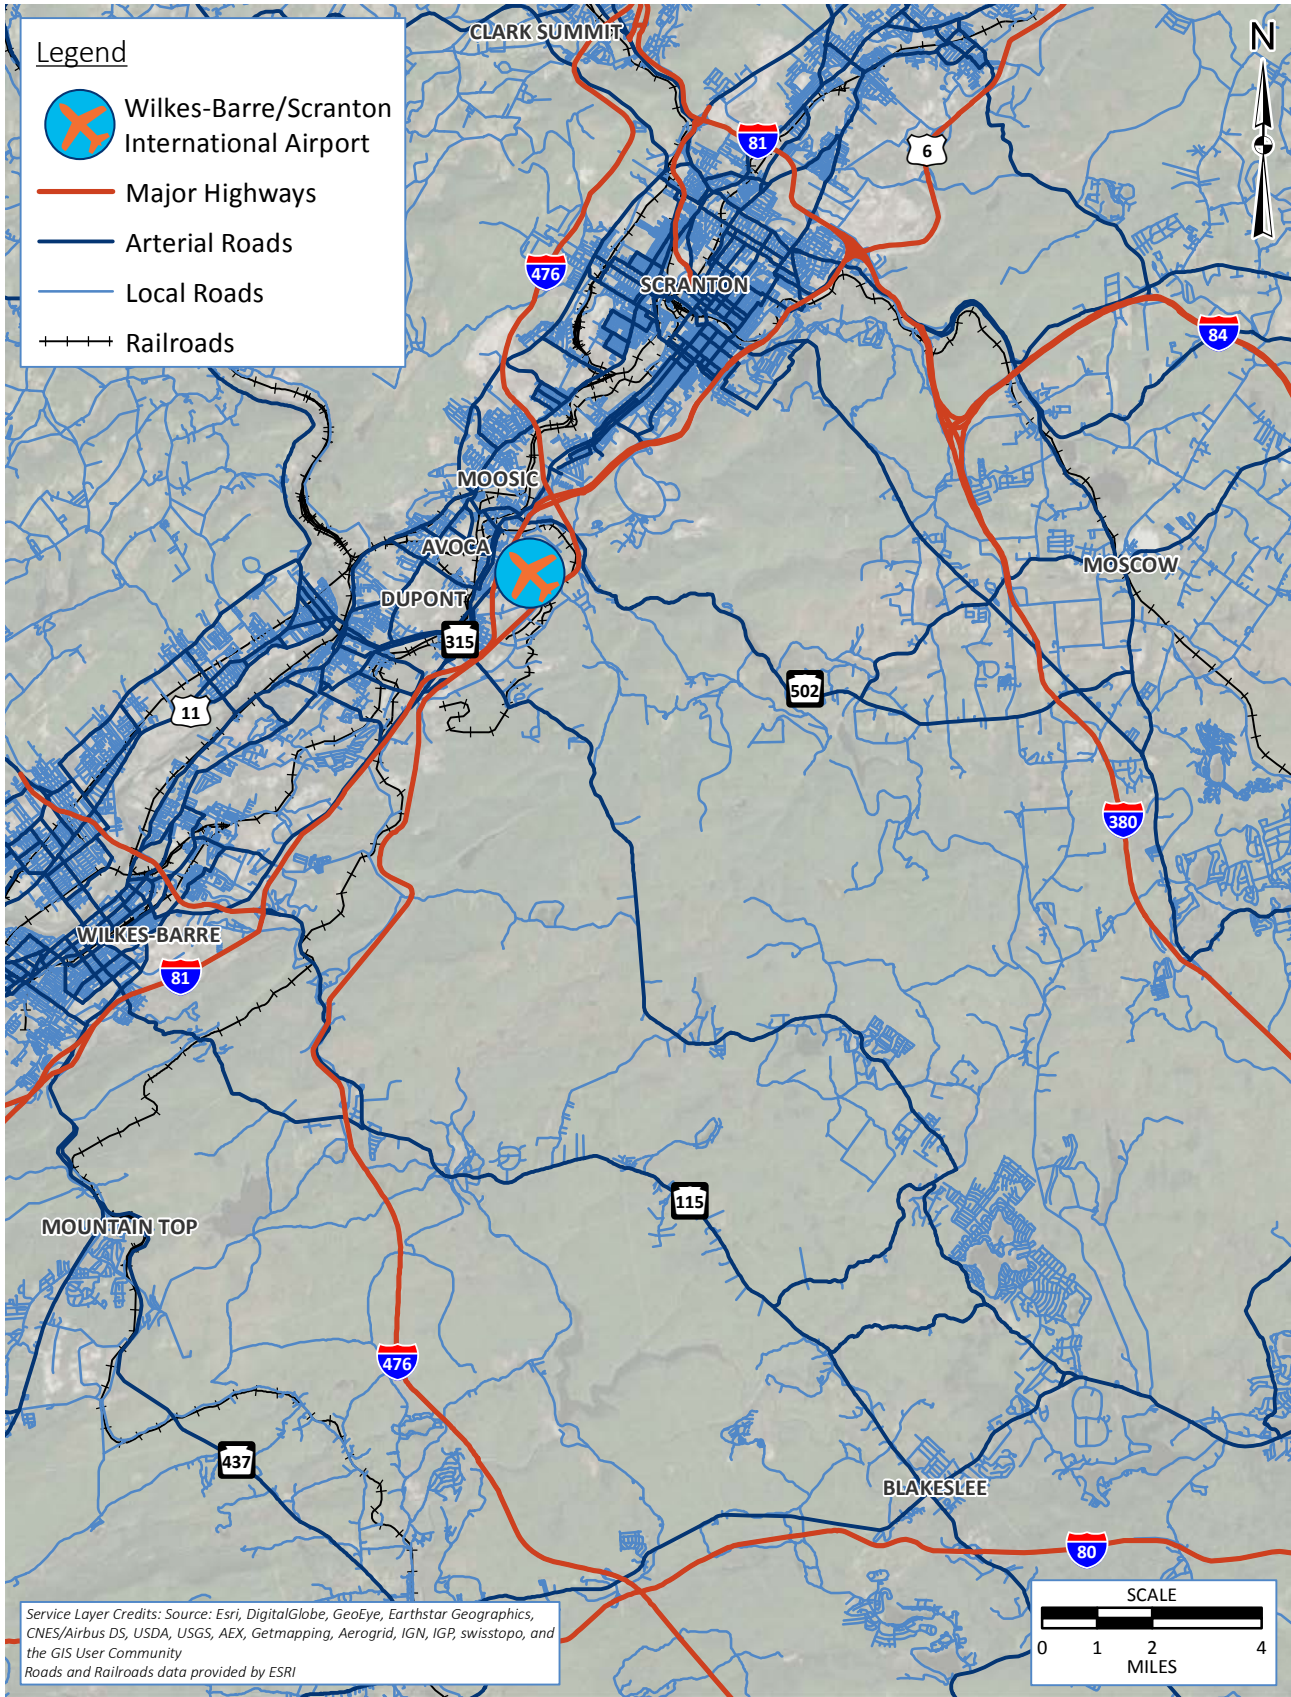 Legend
Wilkes-Barre/Scranton
International Airport
Major Highways
Arterial Roads
Local Roads
Railroads
CLARK SUMMIT
N
81
6
476
SCRANTON
84
MOOSIC
AVOCA
MOSCOW
DUPONT
315
502
11
380
WILKES-BARRE
81
115
MOUNTAIN TOP
476
437
BLAKESLEE
80
Service Layer Credits: Source: Esri, DigitalGlobe, GeoEye, Earthstar Geographics,
CNES/Airbus DS, USDA, USGS, AEX, Getmapping, Aerogrid, IGN, IGP, swisstopo, and
the GIS User Community
Roads and Railroads data provided by ESRI
SCALE
0 1 2 4
MILES